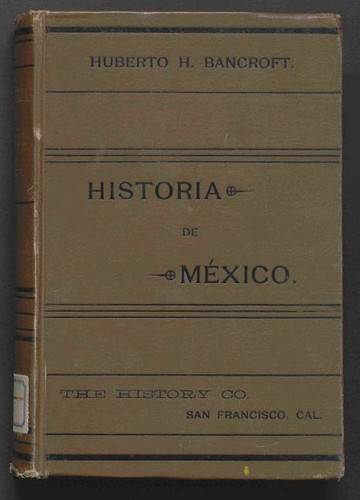 HUBERTO H. BANCROFT.
HISTORIA
DE
MÉXICO.
THE HISTORY CO.
SAN FRANCISCO, CAL.